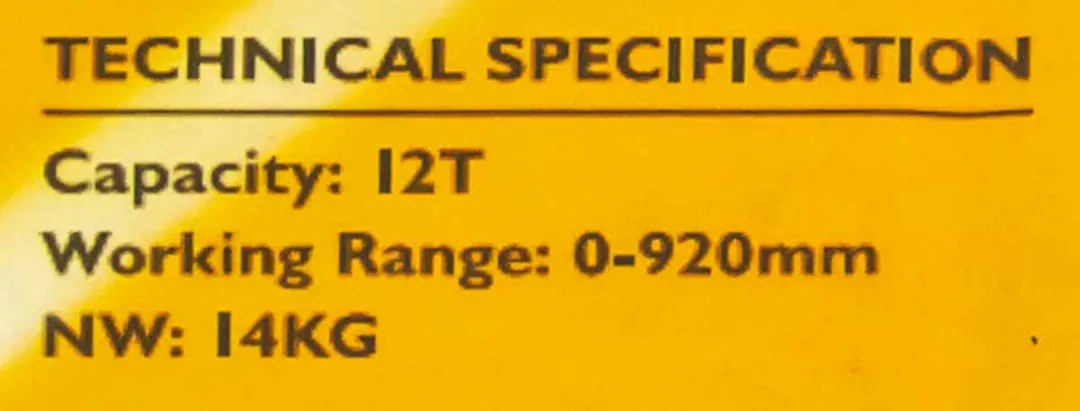 TECHNICAL SPECIFICATION
Capacity: 12T
Working Range: 0-920mm
NW: 14KG